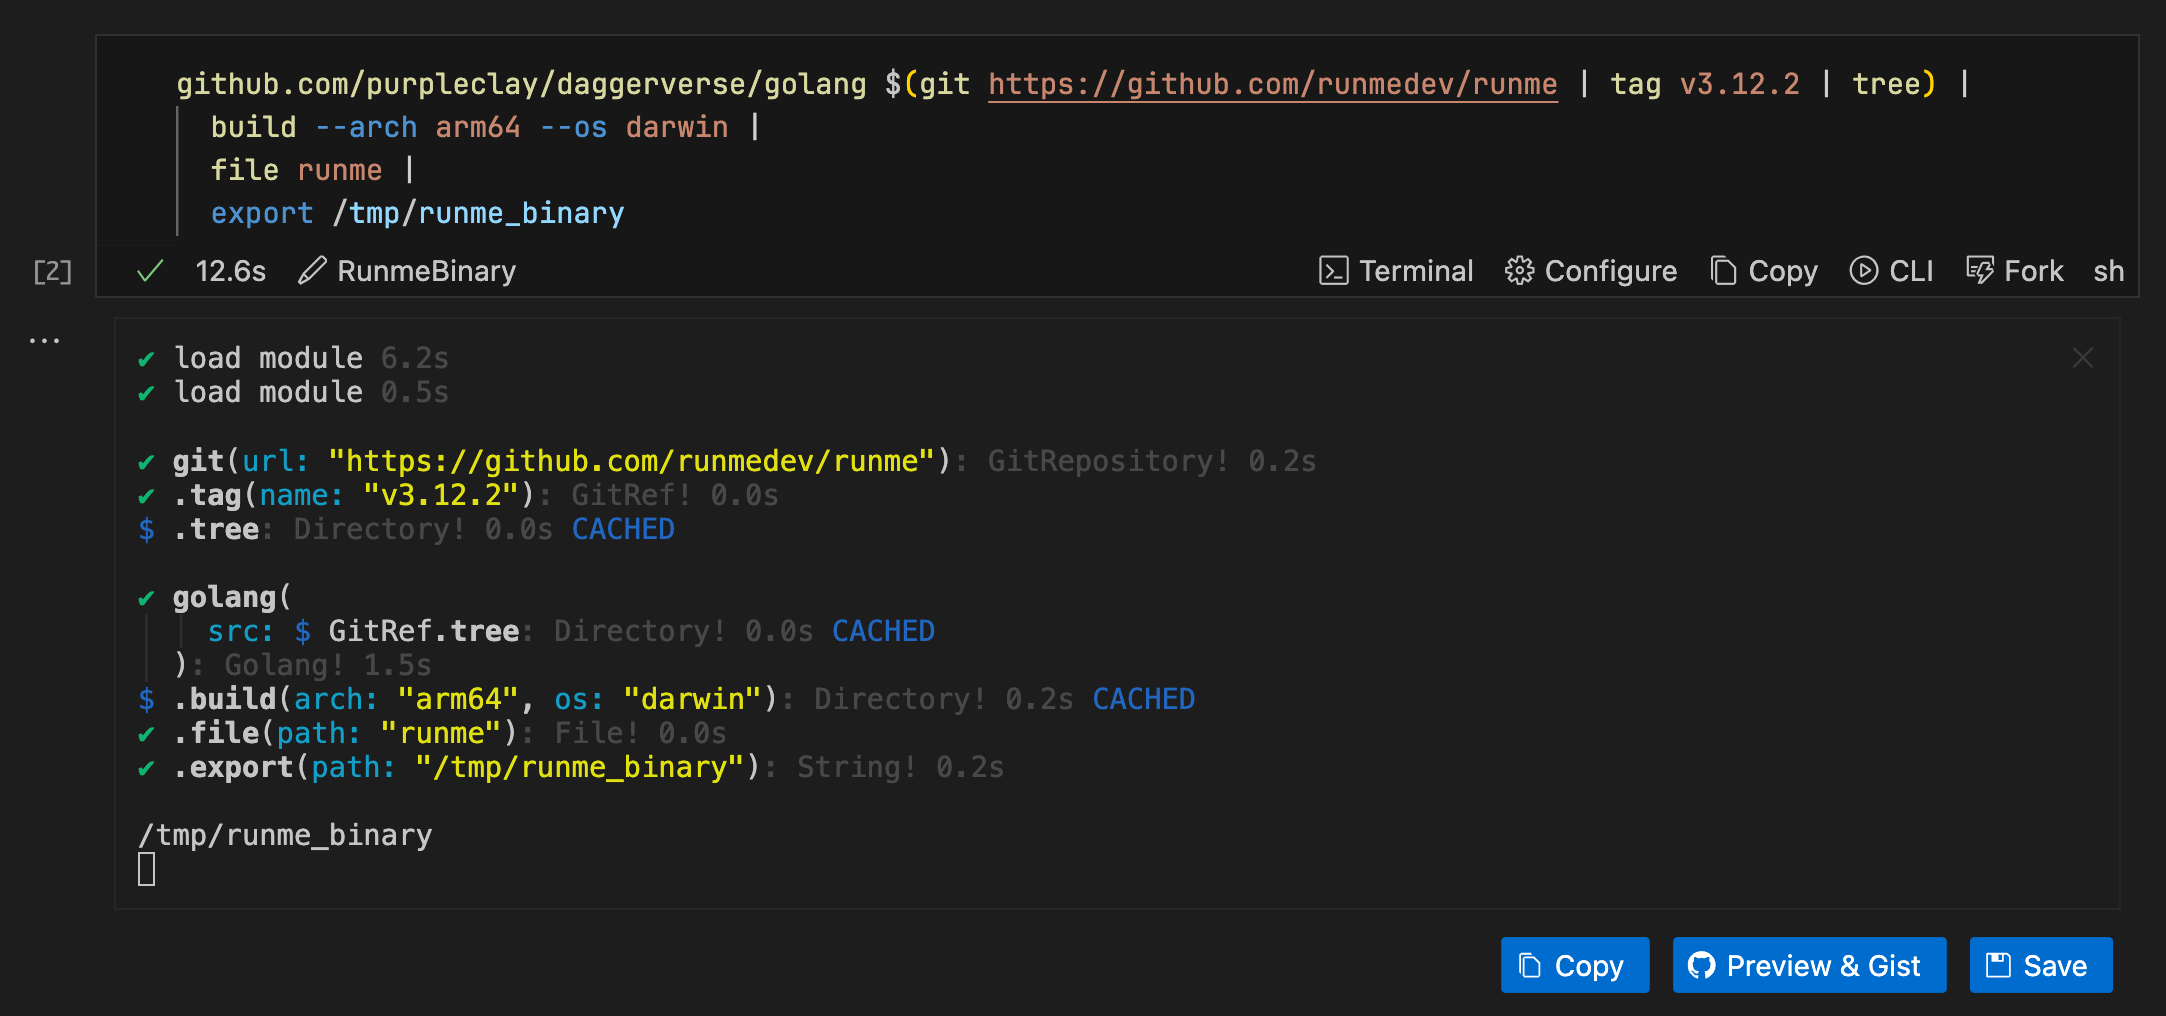 github.com/purpleclay/daggerverse/golang $(git https://github.com/runmedev/runme | tag v3.12.2 | tree) |
build --arch arm64 --os darwin |
file runme |
export /tmp/runme_binary
[2] 12.6s RunmeBinary Terminal Configure Copy CLI Fork sh
...
✔ load module 6.2s
✔ load module 0.5s
✔ git(url: "https://github.com/runmedev/runme"): GitRepository! 0.2s
✔ .tag(name: "v3.12.2"): GitRef! 0.0s
$ .tree: Directory! 0.0s CACHED
✔ golang(
src: $ GitRef.tree: Directory! 0.0s CACHED
): Golang! 1.5s
$ .build(arch: "arm64", os: "darwin"): Directory! 0.2s CACHED
✔ .file(path: "runme"): File! 0.0s
✔ .export(path: "/tmp/runme_binary"): String! 0.2s
/tmp/runme_binary
Copy Preview & Gist Save